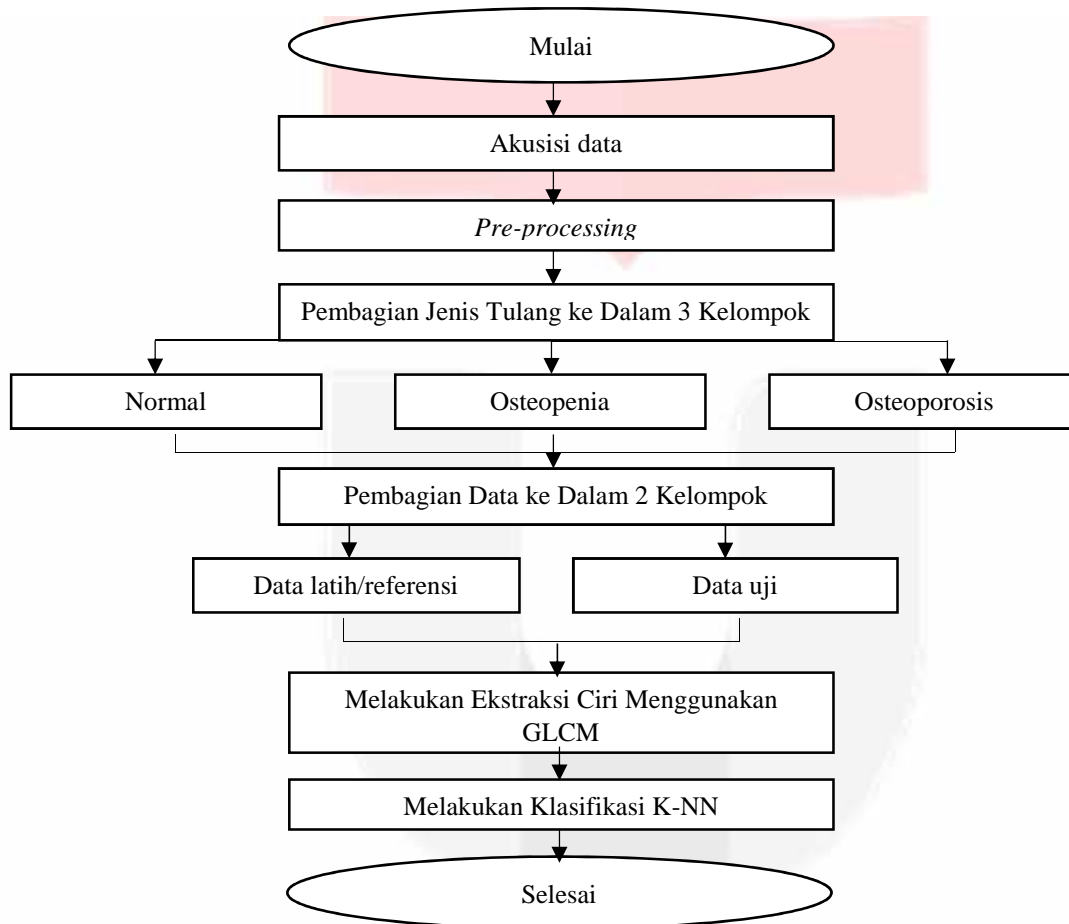 Mulai
Akusisi data
Pre-processing
Pembagian Jenis Tulang ke Dalam 3 Kelompok
Normal
Osteopenia
Osteoporosis
Pembagian Data ke Dalam 2 Kelompok
Data latih/referensi
Data uji
Melakukan Ekstraksi Ciri Menggunakan
GLCM
Melakukan Klasifikasi K-NN
Selesai